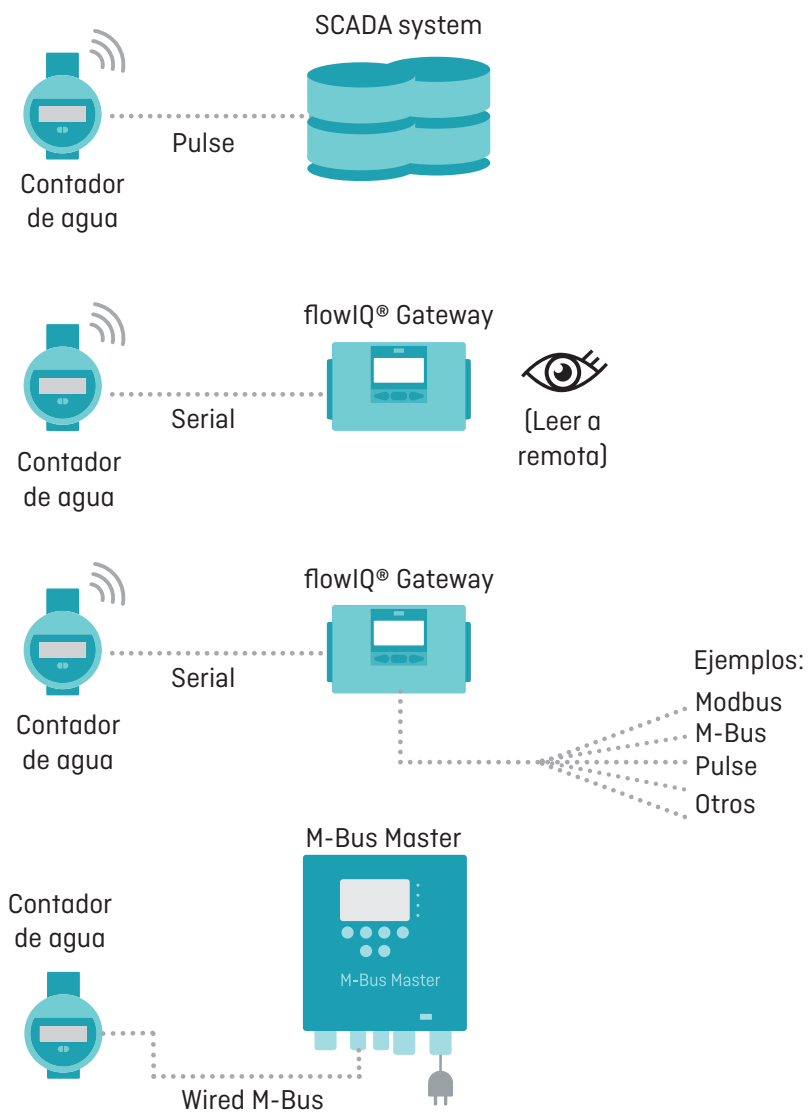 SCADA system
Pulse
Contador
de agua
flowIQ® Gateway
Serial
(Leer a
remota)
Contador
de agua
flowIQ® Gateway
Serial
Ejemplos:
Modbus
M-Bus
Pulse
Otros
Contador
de agua
M-Bus Master
Contador
de agua
M-Bus Master
Wired M-Bus